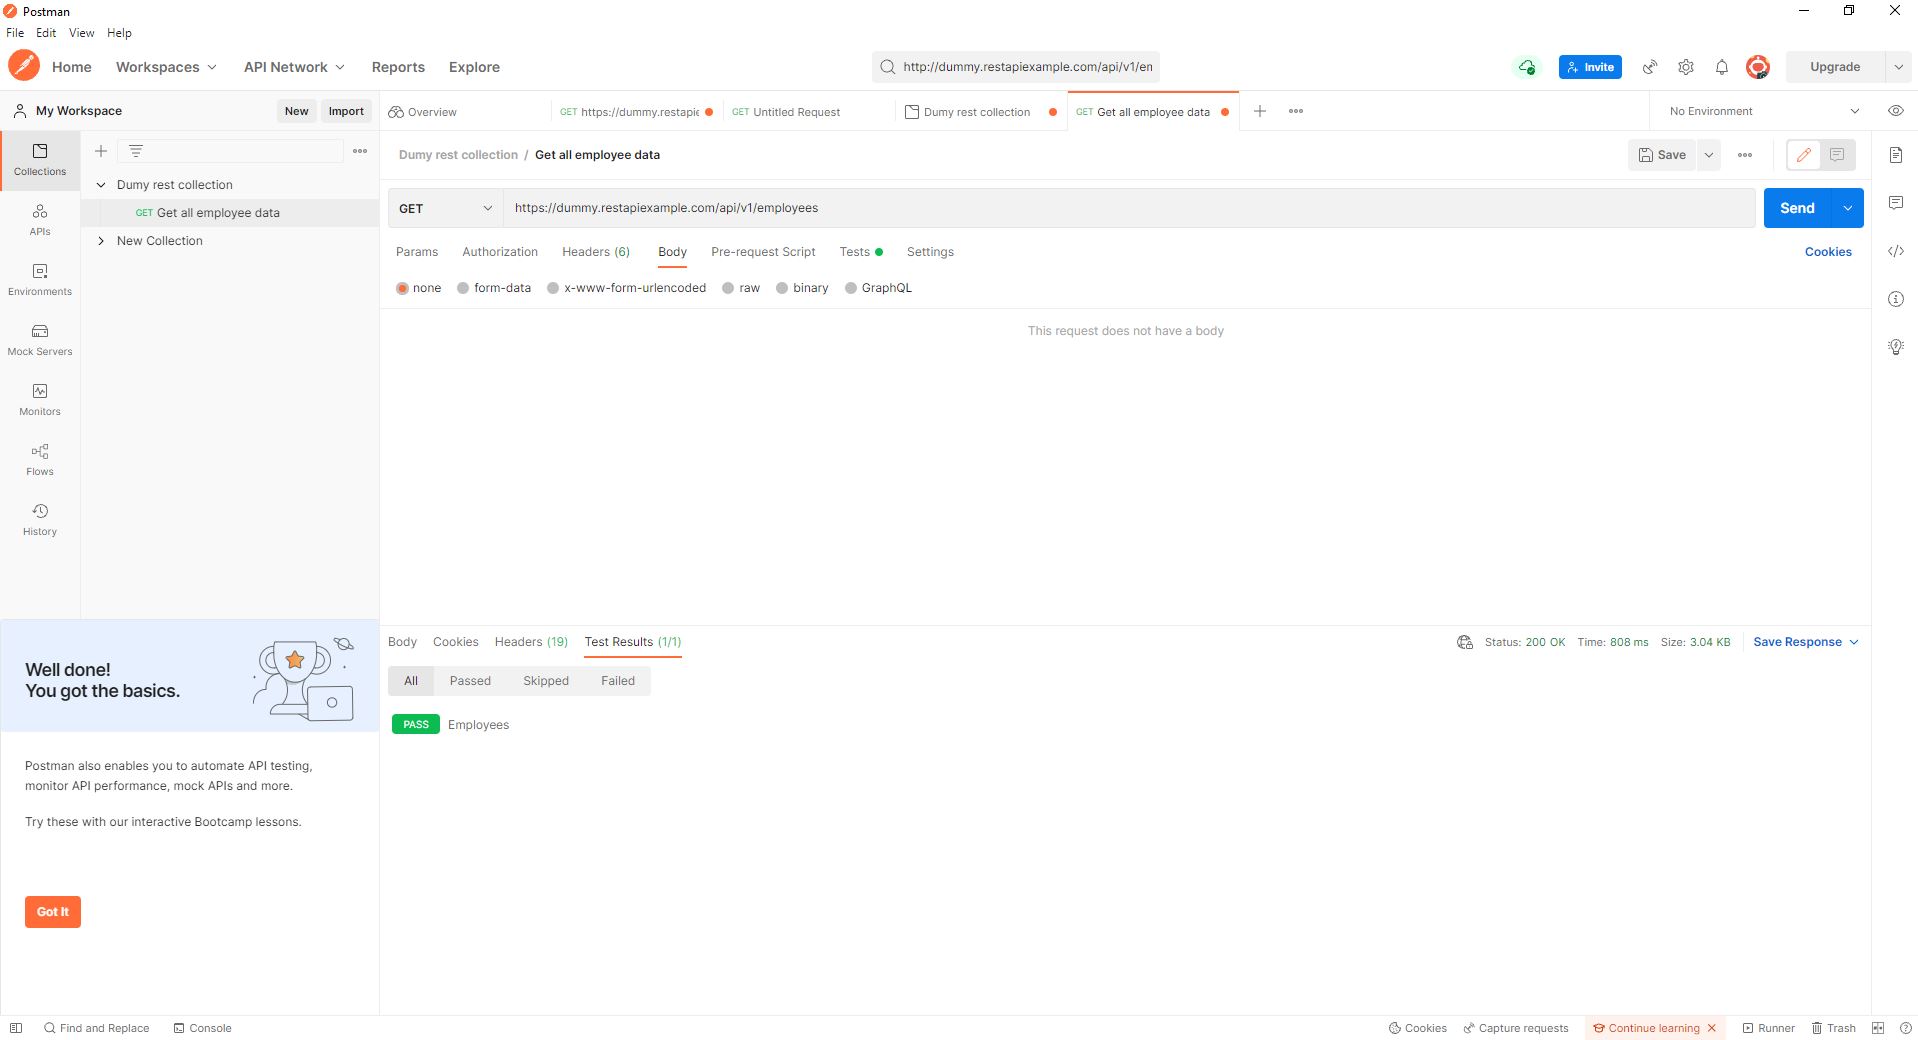 Postman
File Edit View Help
Home Workspaces API Network Reports Explore http://dummy.restapiexample.com/api/v1/en Invite Upgrade
My Workspace New Import Overview GET https://dummy.restapie GET Untitled Request Dumy rest collection GET Get all employee data No Environment
Dumy rest collection / Get all employee data Save
Collections
Dumy rest collection
GET Get all employee data
New Collection
APIs
Environments
Mock Servers
Monitors
Flows
History
GET https://dummy.restapiexample.com/api/v1/employees Send
Params Authorization Headers (6) Body Pre-request Script Tests Settings Cookies
none form-data x-www-form-urlencoded raw binary GraphQL
This request does not have a body
Body Cookies Headers (19) Test Results (1/1) Status: 200 OK Time: 808 ms Size: 3.04 KB Save Response
All Passed Skipped Failed
PASS Employees
Well done!
You got the basics.
Postman also enables you to automate API testing,
monitor API performance, mock APIs and more.
Try these with our interactive Bootcamp lessons.
Got It
Find and Replace Console Cookies Capture requests Continue learning Runner Trash